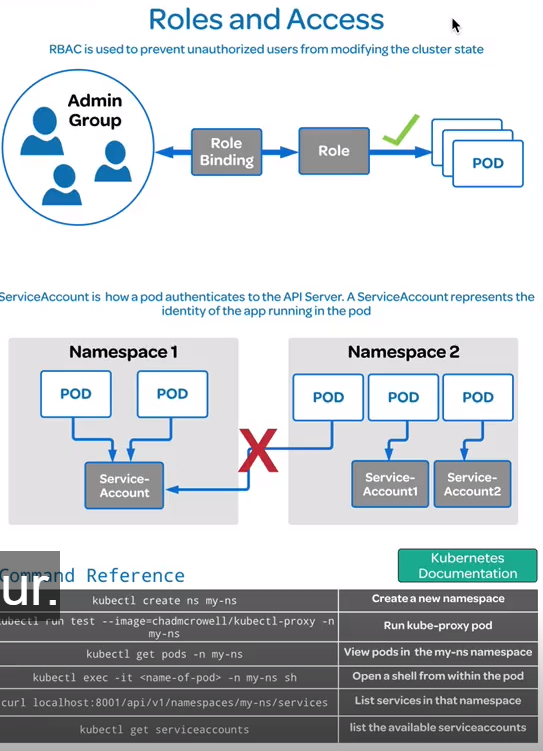 Roles and Access
RBAC is used to prevent unauthorized users from modifying the cluster state
Admin
Group
Role
Binding
Role
POD
ServiceAccount is how a pod authenticates to the API Server. A ServiceAccount represents the
identity of the app running in the pod
Namespace 1
Namespace 2
POD
POD
POD
POD
POD
X
Service-
Account
Service-
Account1
Service-
Account2
ur.
Command Reference
Kubernetes
Documentation
kubectl create ns my-ns
Create a new namespace
kubectl run test --image=chadmcrowell/kubectl-proxy -n
my-ns
Run kube-proxy pod
kubectl get pods -n my-ns
View pods in the my-ns namespace
kubectl exec -it <name-of-pod> -n my-ns sh
Open a shell from within the pod
curl localhost:8001/api/v1/namespaces/my-ns/services
List services in that namespace
kubectl get serviceaccounts
list the available serviceaccounts